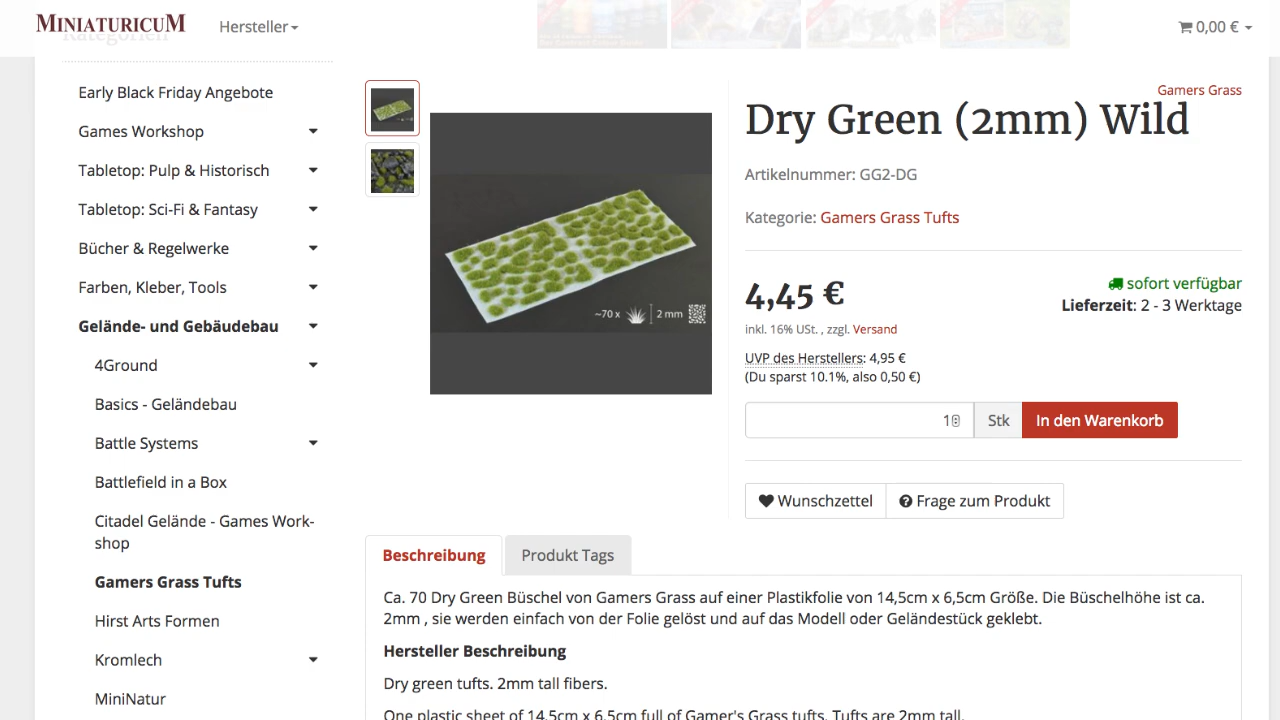 MINIATURICUM
Hersteller
0,00 €
Kategorien
Early Black Friday Angebote
Games Workshop
Tabletop: Pulp & Historisch
Tabletop: Sci-Fi & Fantasy
Bücher & Regelwerke
Farben, Kleber, Tools
Gelände- und Gebäudebau
4Ground
Basics - Geländebau
Battle Systems
Battlefield in a Box
Citadel Gelände - Games Work-
shop
Gamers Grass Tufts
Hirst Arts Formen
Kromlech
MiniNatur
~70 x
2 mm
Gamers Grass
Dry Green (2mm) Wild
Artikelnummer: GG2-DG
Kategorie: Gamers Grass Tufts
4,45 €
inkl. 16% USt. , zzgl. Versand
sofort verfügbar
Lieferzeit: 2 - 3 Werktage
UVP des Herstellers: 4,95 €
(Du sparst 10.1%, also 0,50 €)
1
Stk
In den Warenkorb
Wunschzettel
Frage zum Produkt
Beschreibung
Produkt Tags
Ca. 70 Dry Green Büschel von Gamers Grass auf einer Plastikfolie von 14,5cm x 6,5cm Größe. Die Büschelhöhe ist ca.
2mm , sie werden einfach von der Folie gelöst und auf das Modell oder Geländestück geklebt.
Hersteller Beschreibung
Dry green tufts. 2mm tall fibers.
One plastic sheet of 14,5cm x 6,5cm full of Gamer's Grass tufts. Tufts are 2mm tall.